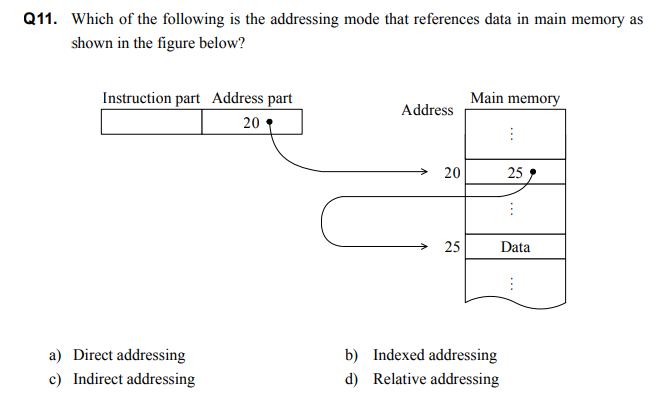 Q11. Which of the following is the addressing mode that references data in main memory as
shown in the figure below?
Instruction part Address part
Address
Main memory
20
⋮
20
25
⋮
25
Data
⋮
a) Direct addressing
b) Indexed addressing
c) Indirect addressing
d) Relative addressing